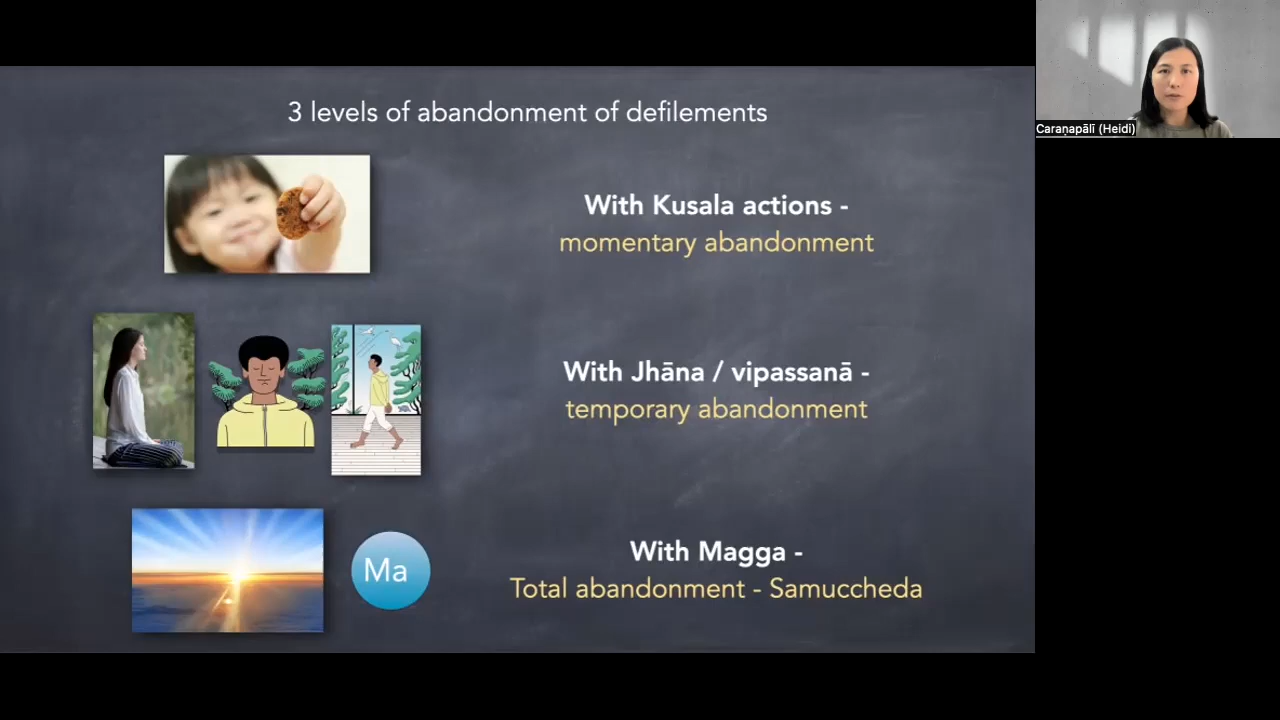 3 levels of abandonment of defilements
With Kusala actions -
momentary abandonment
With Jhāna / vipassanā -
temporary abandonment
Ma
With Magga -
Total abandonment - Samuccheda
Caraṇapālī (Heidi)